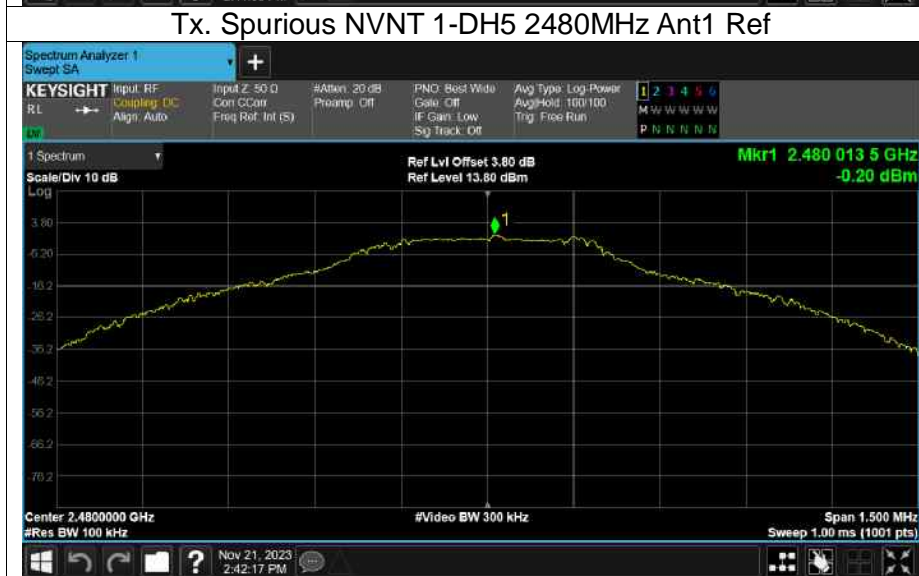 Tx. Spurious NVNT 1-DH5 2480MHz Ant1 Ref
Spectrum Analyzer 1
Swept SA
+
KEYSIGHT
RL
Input: RF
Coupling: DC
Align: Auto
Input Z: 50 Ω
Corr CCorr
Freq Ref: Int (S)
#Atten: 20 dB
Preamp: Off
PNO: Best Wide
Gate: Off
IF Gain: Low
Sig Track: Off
Avg Type: Log-Power
Avg|Hold: 100/100
Trig: Free Run
1 2 3 4 5 6
M W W W W W
P N N N N N
1 Spectrum
Scale/Div 10 dB
Log
Ref Lvl Offset 3.80 dB
Ref Level 13.80 dBm
Mkr1 2.480 013 5 GHz
-0.20 dBm
1
3.80
-6.20
-16.2
-26.2
-36.2
-46.2
-56.2
-66.2
-76.2
Center 2.4800000 GHz
#Res BW 100 kHz
#Video BW 300 kHz
Span 1.500 MHz
Sweep 1.00 ms (1001 pts)
?
Nov 21, 2023
2:42:17 PM